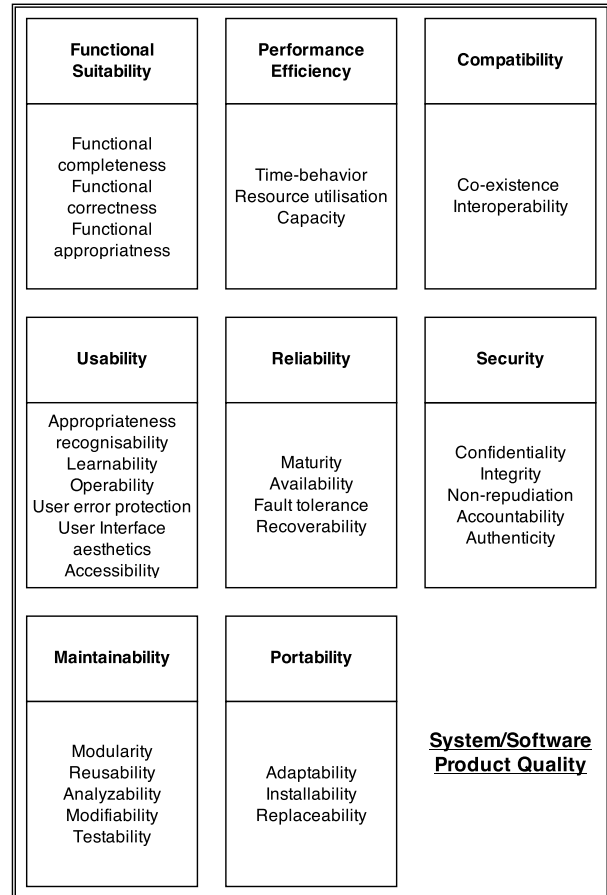 Functional
Suitability
Functional
completeness
Functional
correctness
Functional
appropriatness
Performance
Efficiency
Time-behavior
Resource utilisation
Capacity
Compatibility
Co-existence
Interoperability
Usability
Appropriateness
recognisability
Learnability
Operability
User error protection
User Interface
aesthetics
Accessibility
Reliability
Maturity
Availability
Fault tolerance
Recoverability
Security
Confidentiality
Integrity
Non-repudiation
Accountability
Authenticity
Maintainability
Modularity
Reusability
Analyzability
Modifiability
Testability
Portability
Adaptability
Installability
Replaceability
System/Software
Product Quality